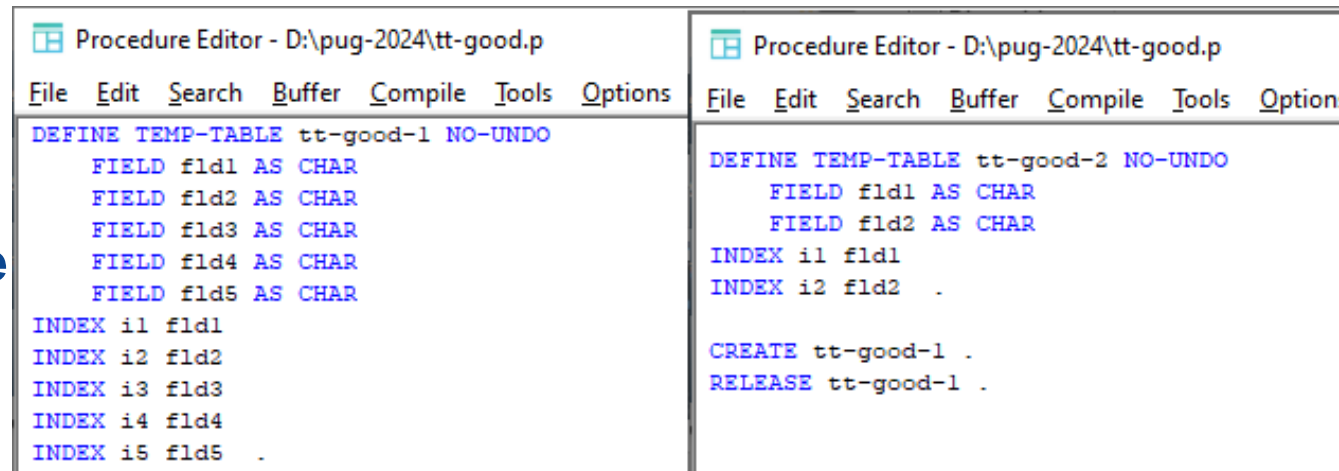 Procedure Editor - D:\pug-2024\tt-good.p
File Edit Search Buffer Compile Tools Options
DEFINE TEMP-TABLE tt-good-1 NO-UNDO
FIELD fld1 AS CHAR
FIELD fld2 AS CHAR
FIELD fld3 AS CHAR
FIELD fld4 AS CHAR
FIELD fld5 AS CHAR
INDEX i1 fld1
INDEX i2 fld2
INDEX i3 fld3
INDEX i4 fld4
INDEX i5 fld5 .
e
Procedure Editor - D:\pug-2024\tt-good.p
File Edit Search Buffer Compile Tools Option
DEFINE TEMP-TABLE tt-good-2 NO-UNDO
FIELD fld1 AS CHAR
FIELD fld2 AS CHAR
INDEX i1 fld1
INDEX i2 fld2 .
CREATE tt-good-1 .
RELEASE tt-good-1 .